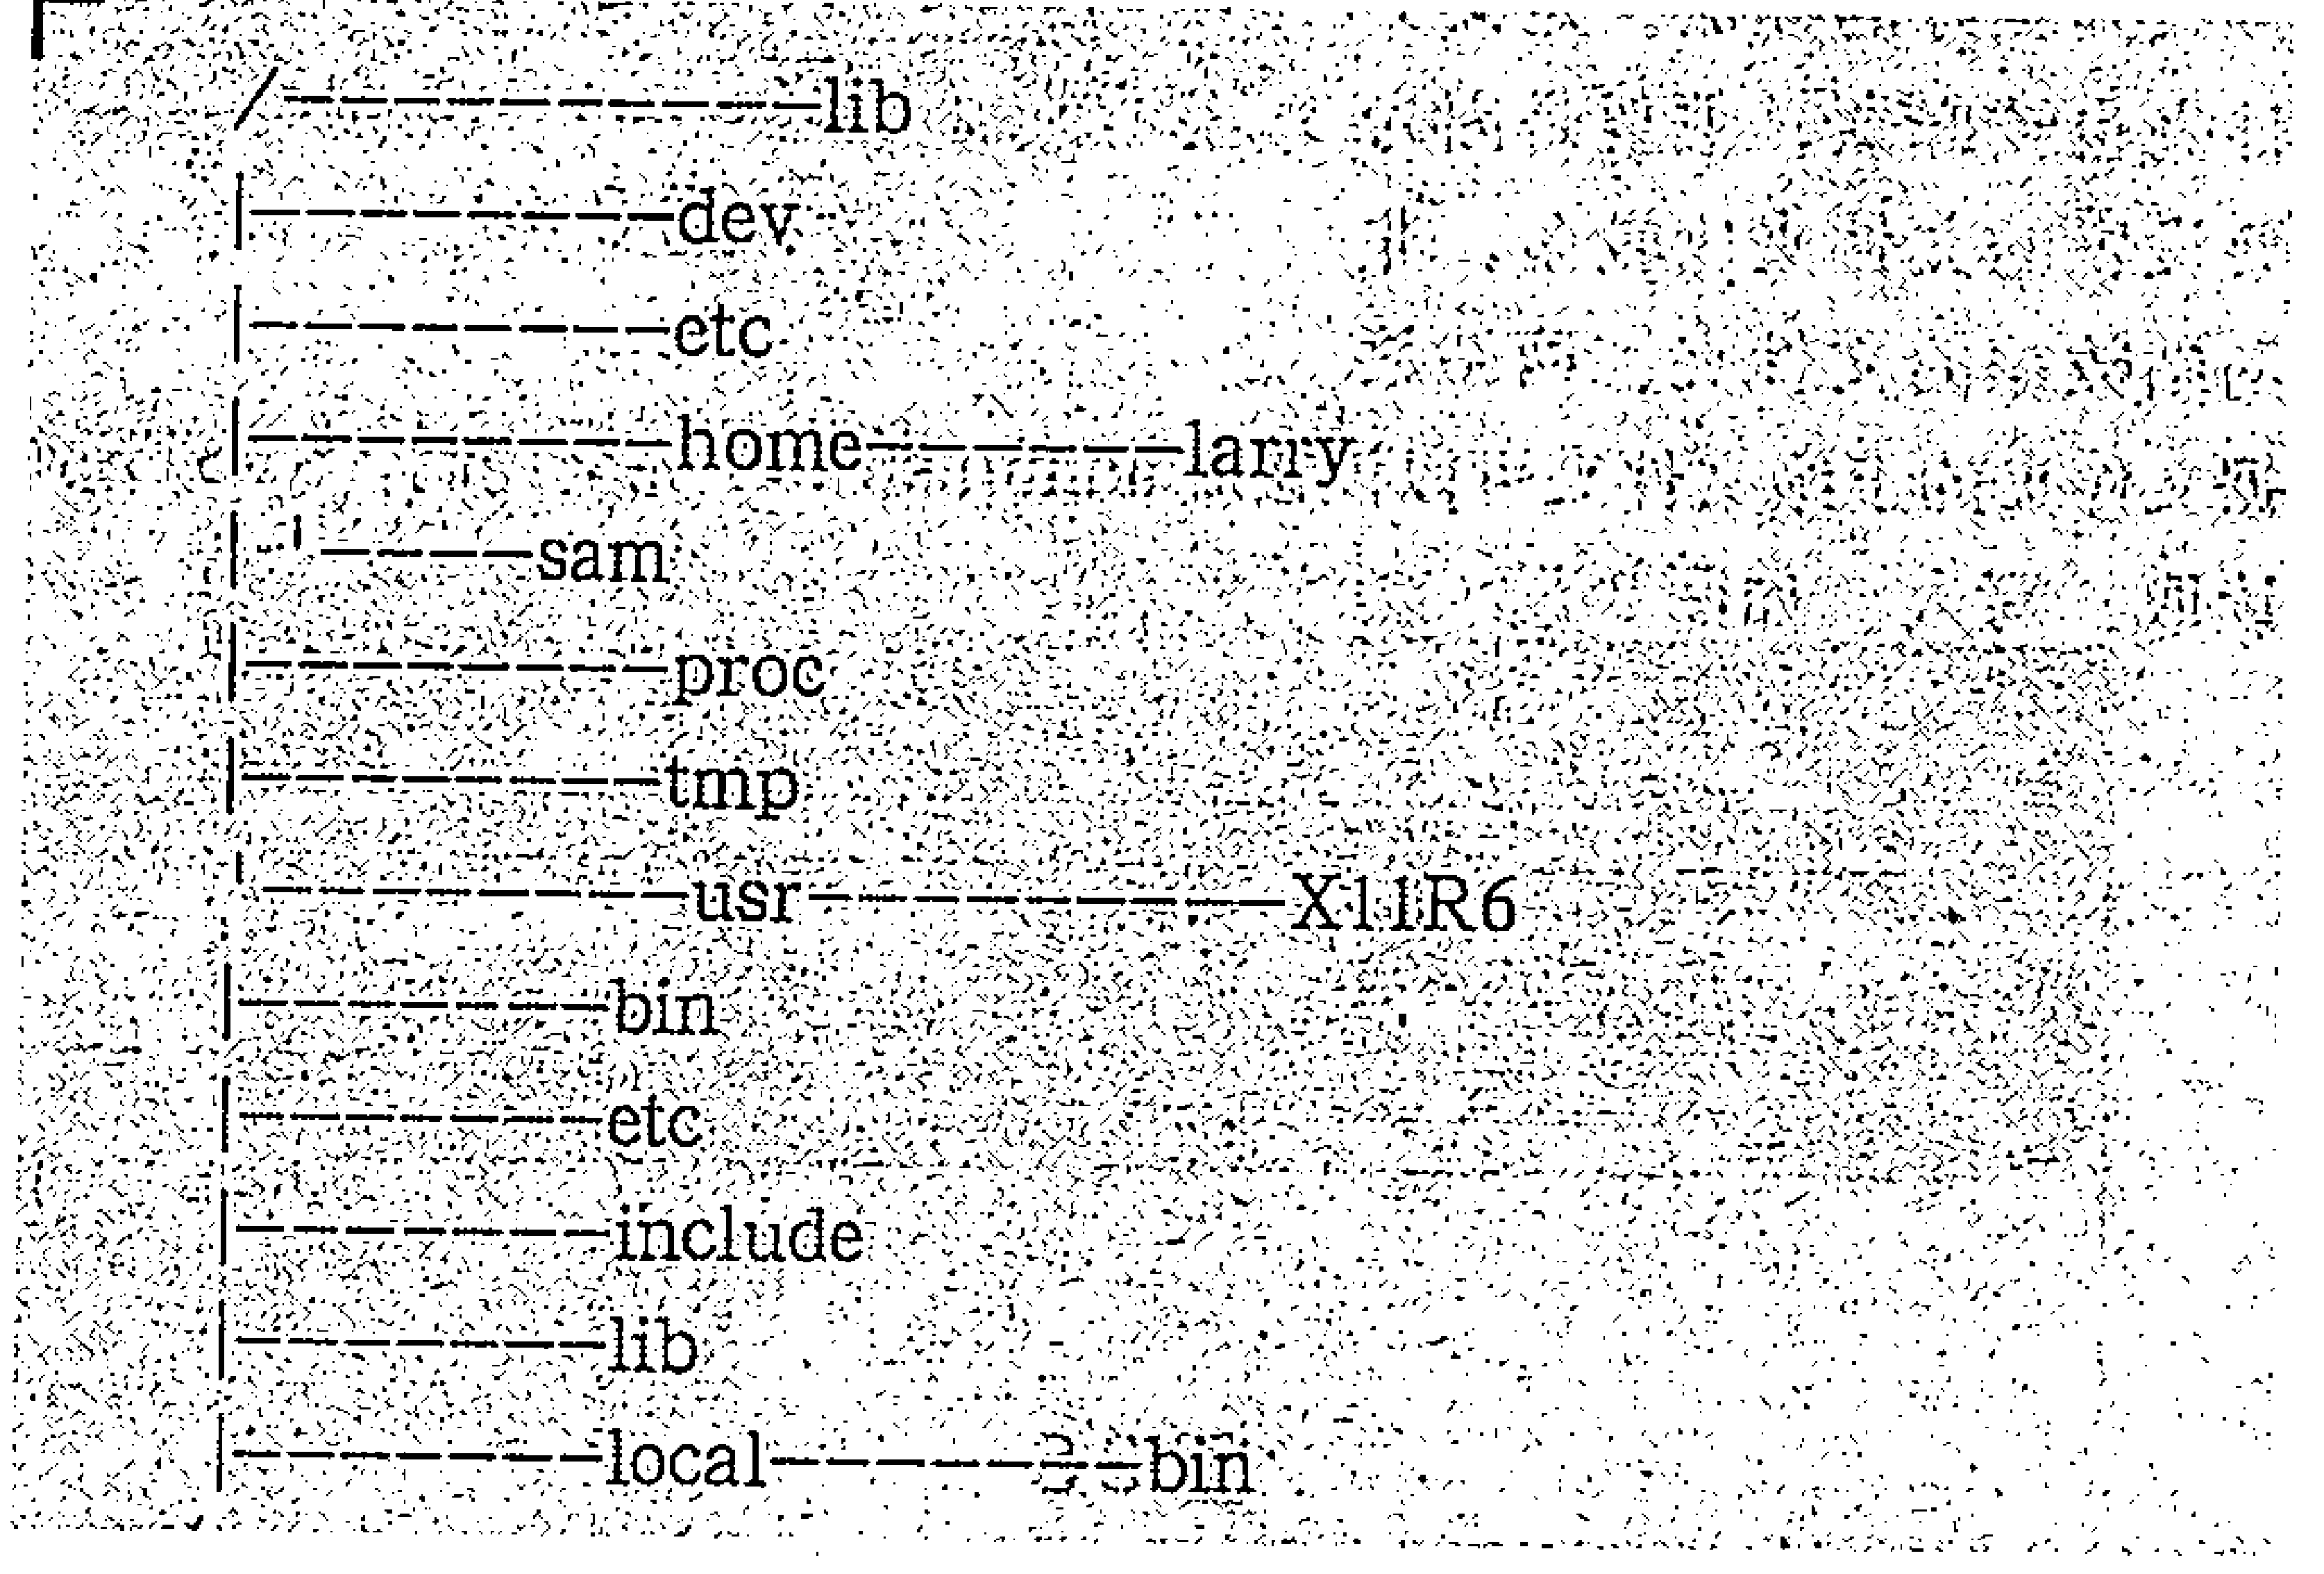 /----------lib
|--------dev
|--------etc
|--------home------larry
| '----sam
|--------proc
|--------tmp
'--------usr---------X11R6
|-------bin
|-------etc
|-------include
|-------lib
|-------local-------bin